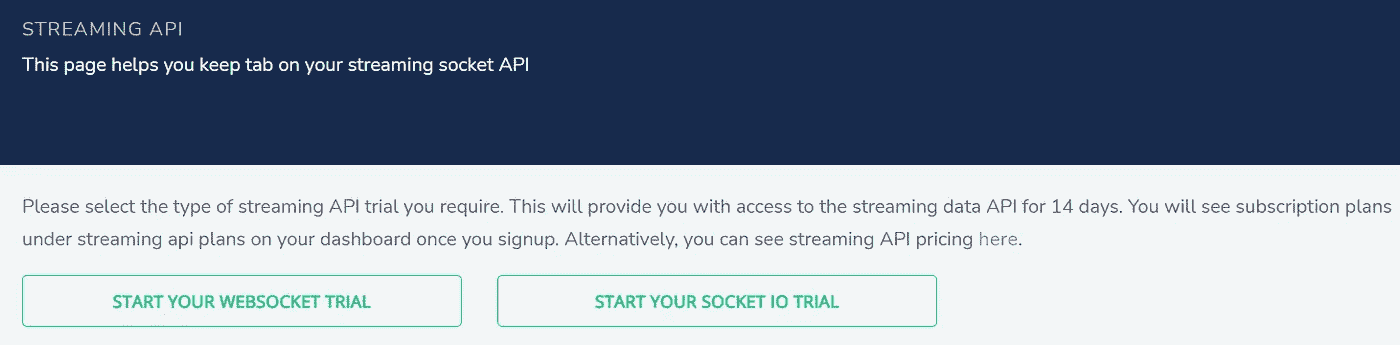 STREAMING API
This page helps you keep tab on your streaming socket API
Please select the type of streaming API trial you require. This will provide you with access to the streaming data API for 14 days. You will see subscription plans
under streaming api plans on your dashboard once you signup. Alternatively, you can see streaming API pricing here.
START YOUR WEBSOCKET TRIAL
START YOUR SOCKET IO TRIAL